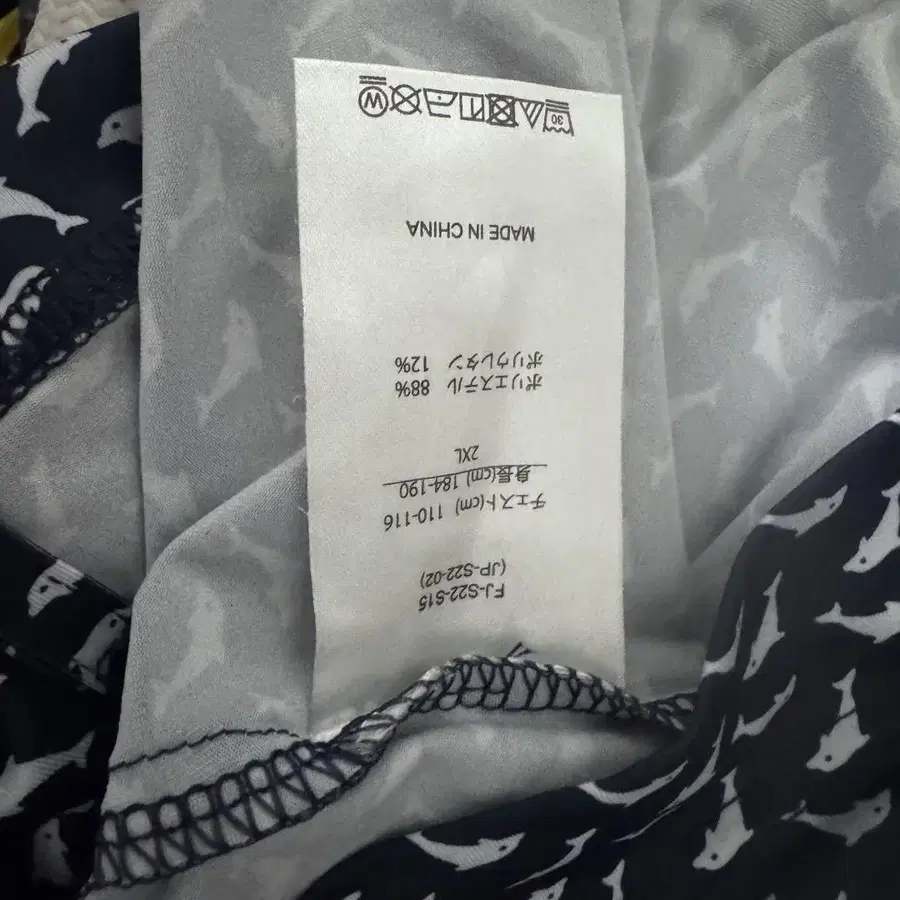 FJ-S22-S15
(JP-S22-02)
チェスト(cm) 110-116
身長(cm) 184-190
2XL
ポリエステル 88%
ポリウレタン 12%
MADE IN CHINA
30
W